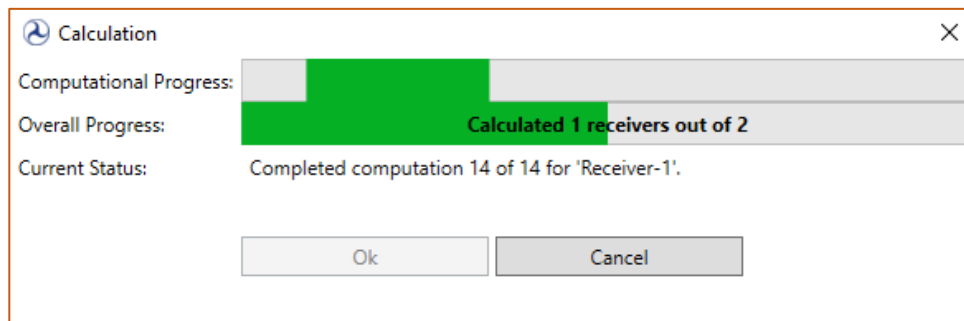 Calculation
Computational Progress:
Overall Progress: Calculated 1 receivers out of 2
Current Status: Completed computation 14 of 14 for 'Receiver-1'.
Ok Cancel